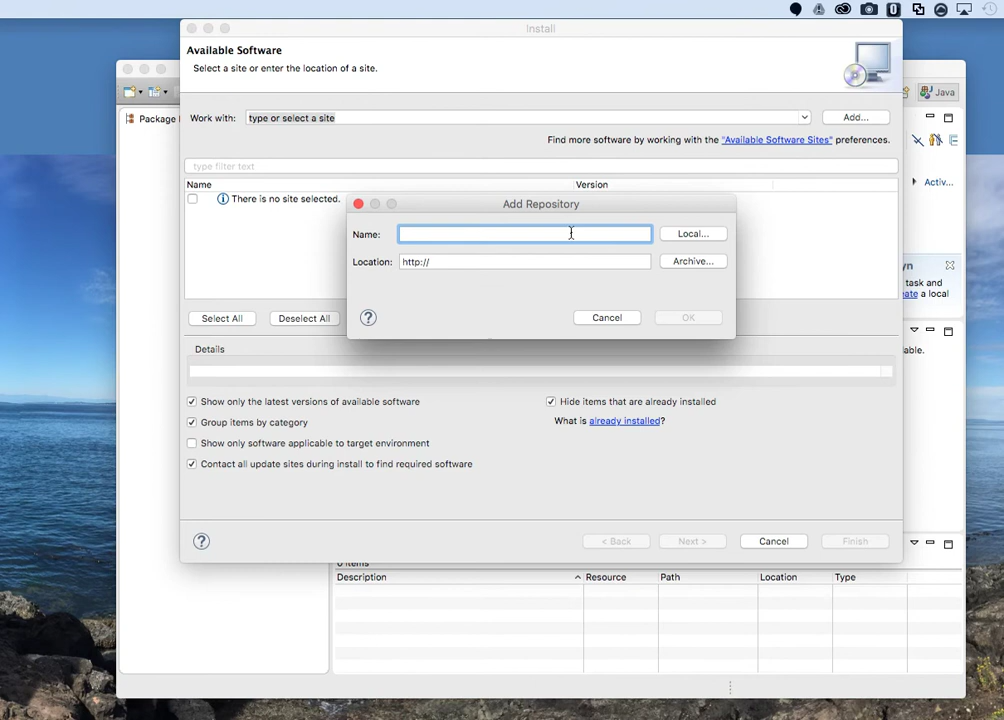 Install
Available Software
Select a site or enter the location of a site.
Java
Package
Work with: type or select a site Add...
Find more software by working with the "Available Software Sites" preferences.
type filter text
Name Version
There is no site selected.
Activ...
Add Repository
Name: Local...
Location: http:// Archive...
Cancel OK
yn
task and
ate a local
Select All Deselect All
Details
able.
Show only the latest versions of available software
Hide items that are already installed
Group items by category
What is already installed?
Show only software applicable to target environment
Contact all update sites during install to find required software
< Back Next > Cancel Finish
0 items
Description Resource Path Location Type